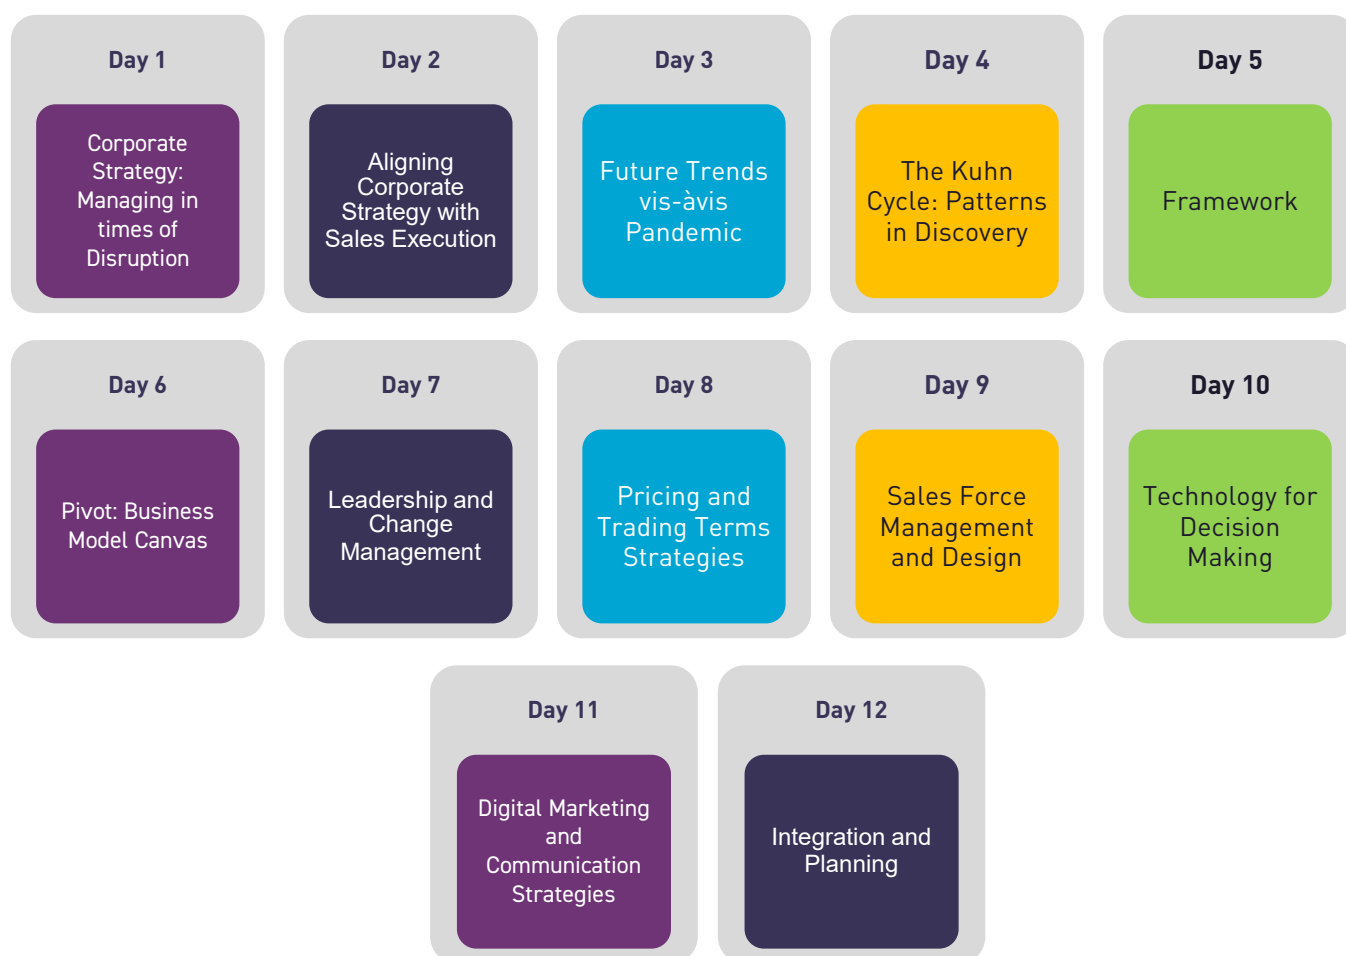 Day 1
Corporate
Strategy:
Managing in
times of
Disruption
Day 2
Aligning
Corporate
Strategy with
Sales Execution
Day 3
Future Trends
vis-àvis
Pandemic
Day 4
The Kuhn
Cycle: Patterns
in Discovery
Day 5
Framework
Day 6
Pivot: Business
Model Canvas
Day 7
Leadership and
Change
Management
Day 8
Pricing and
Trading Terms
Strategies
Day 9
Sales Force
Management
and Design
Day 10
Technology for
Decision
Making
Day 11
Digital Marketing
and
Communication
Strategies
Day 12
Integration and
Planning